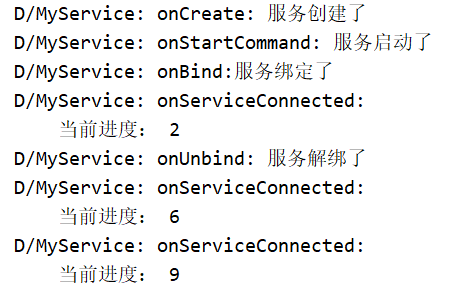 D/MyService: onCreate: 服务创建了
D/MyService: onStartCommand: 服务启动了
D/MyService: onBind:服务绑定了
D/MyService: onServiceConnected:
    当前进度： 2
D/MyService: onUnbind: 服务解绑了
D/MyService: onServiceConnected:
    当前进度： 6
D/MyService: onServiceConnected:
    当前进度： 9